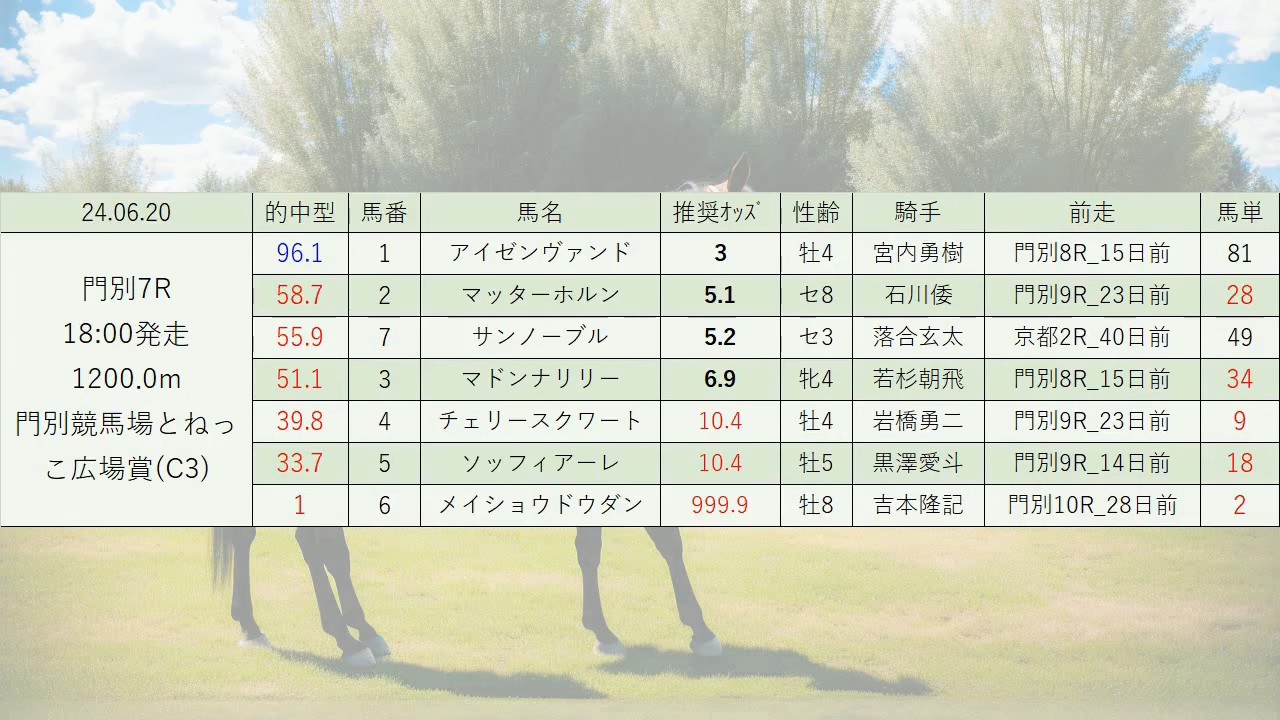 24.06.20 的中型 馬番 馬名 推奨ｵｯｽﾞ 性齢 騎手 前走 馬単
門別7R
18:00発走
1200.0m
門別競馬場とねっ
こ広場賞(C3)
96.1 1 アイゼンヴァンド 3 牡4 宮内勇樹 門別8R_15日前 81
58.7 2 マッターホルン 5.1 セ8 石川倭 門別9R_23日前 28
55.9 7 サンノーブル 5.2 セ3 落合玄太 京都2R_40日前 49
51.1 3 マドンナリリー 6.9 牝4 若杉朝飛 門別8R_15日前 34
39.8 4 チェリースクワート 10.4 牡4 岩橋勇二 門別9R_23日前 9
33.7 5 ソッフィアーレ 10.4 牡5 黒澤愛斗 門別9R_14日前 18
1 6 メイショウドウダン 999.9 牡8 吉本隆記 門別10R_28日前 2